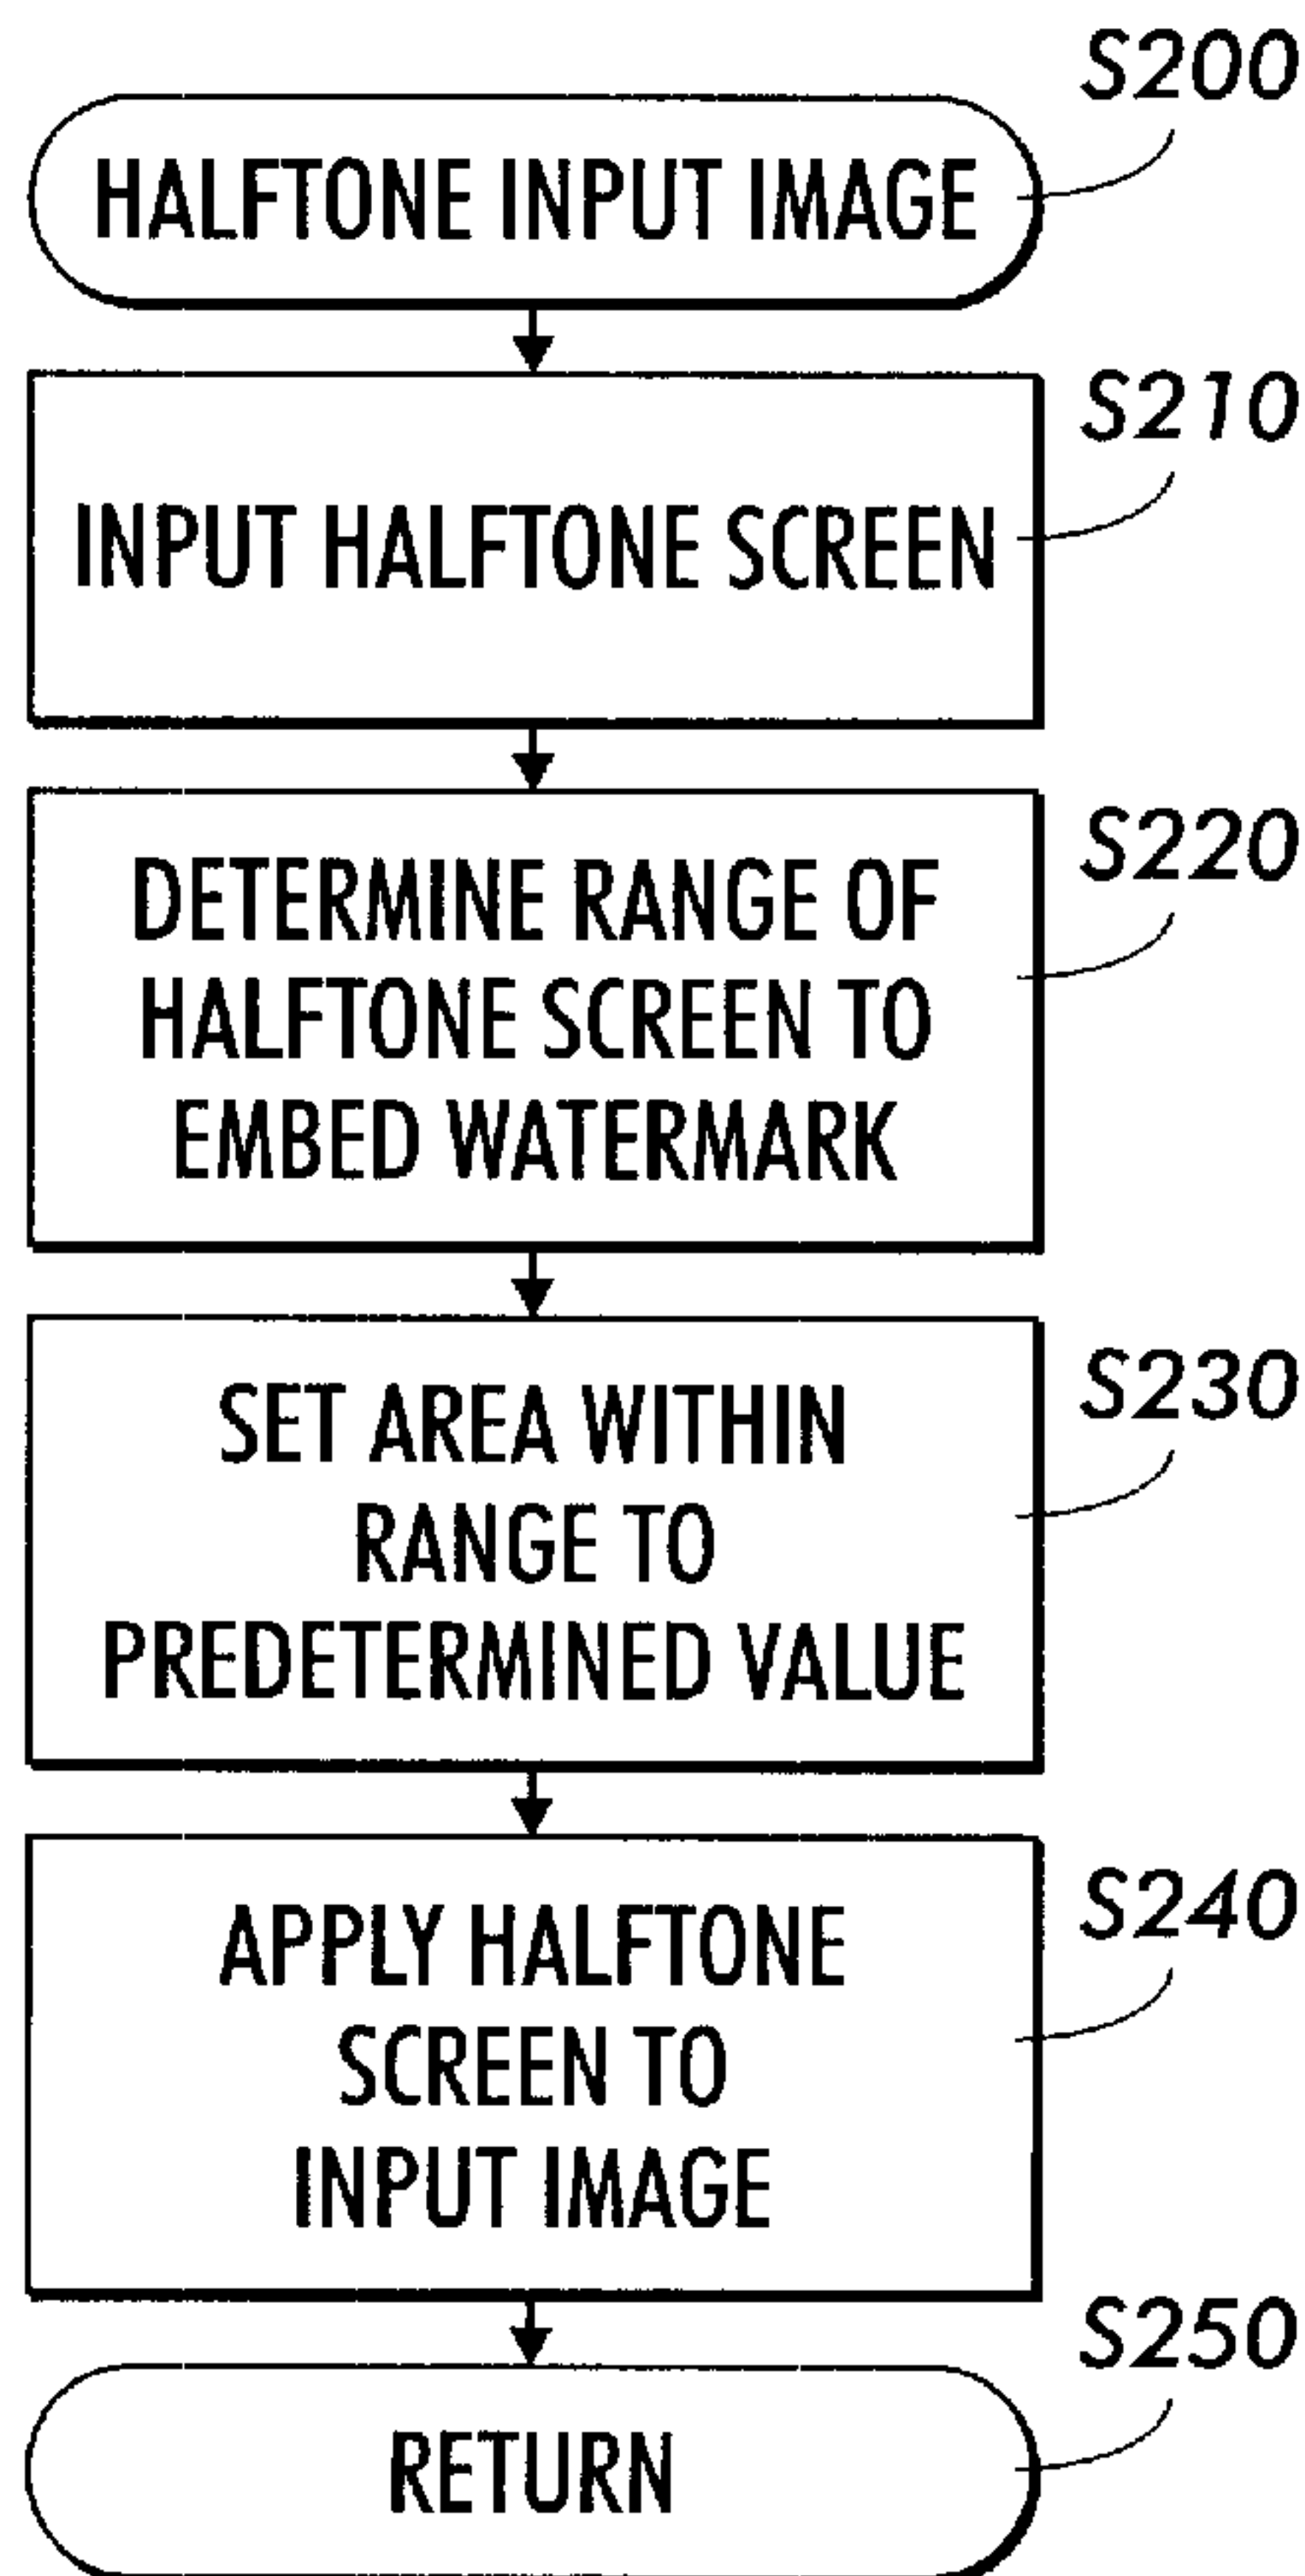 S200
HALFTONE INPUT IMAGE
S210
INPUT HALFTONE SCREEN
S220
DETERMINE RANGE OF
HALFTONE SCREEN TO
EMBED WATERMARK
S230
SET AREA WITHIN
RANGE TO
PREDETERMINED VALUE
S240
APPLY HALFTONE
SCREEN TO
INPUT IMAGE
S250
RETURN